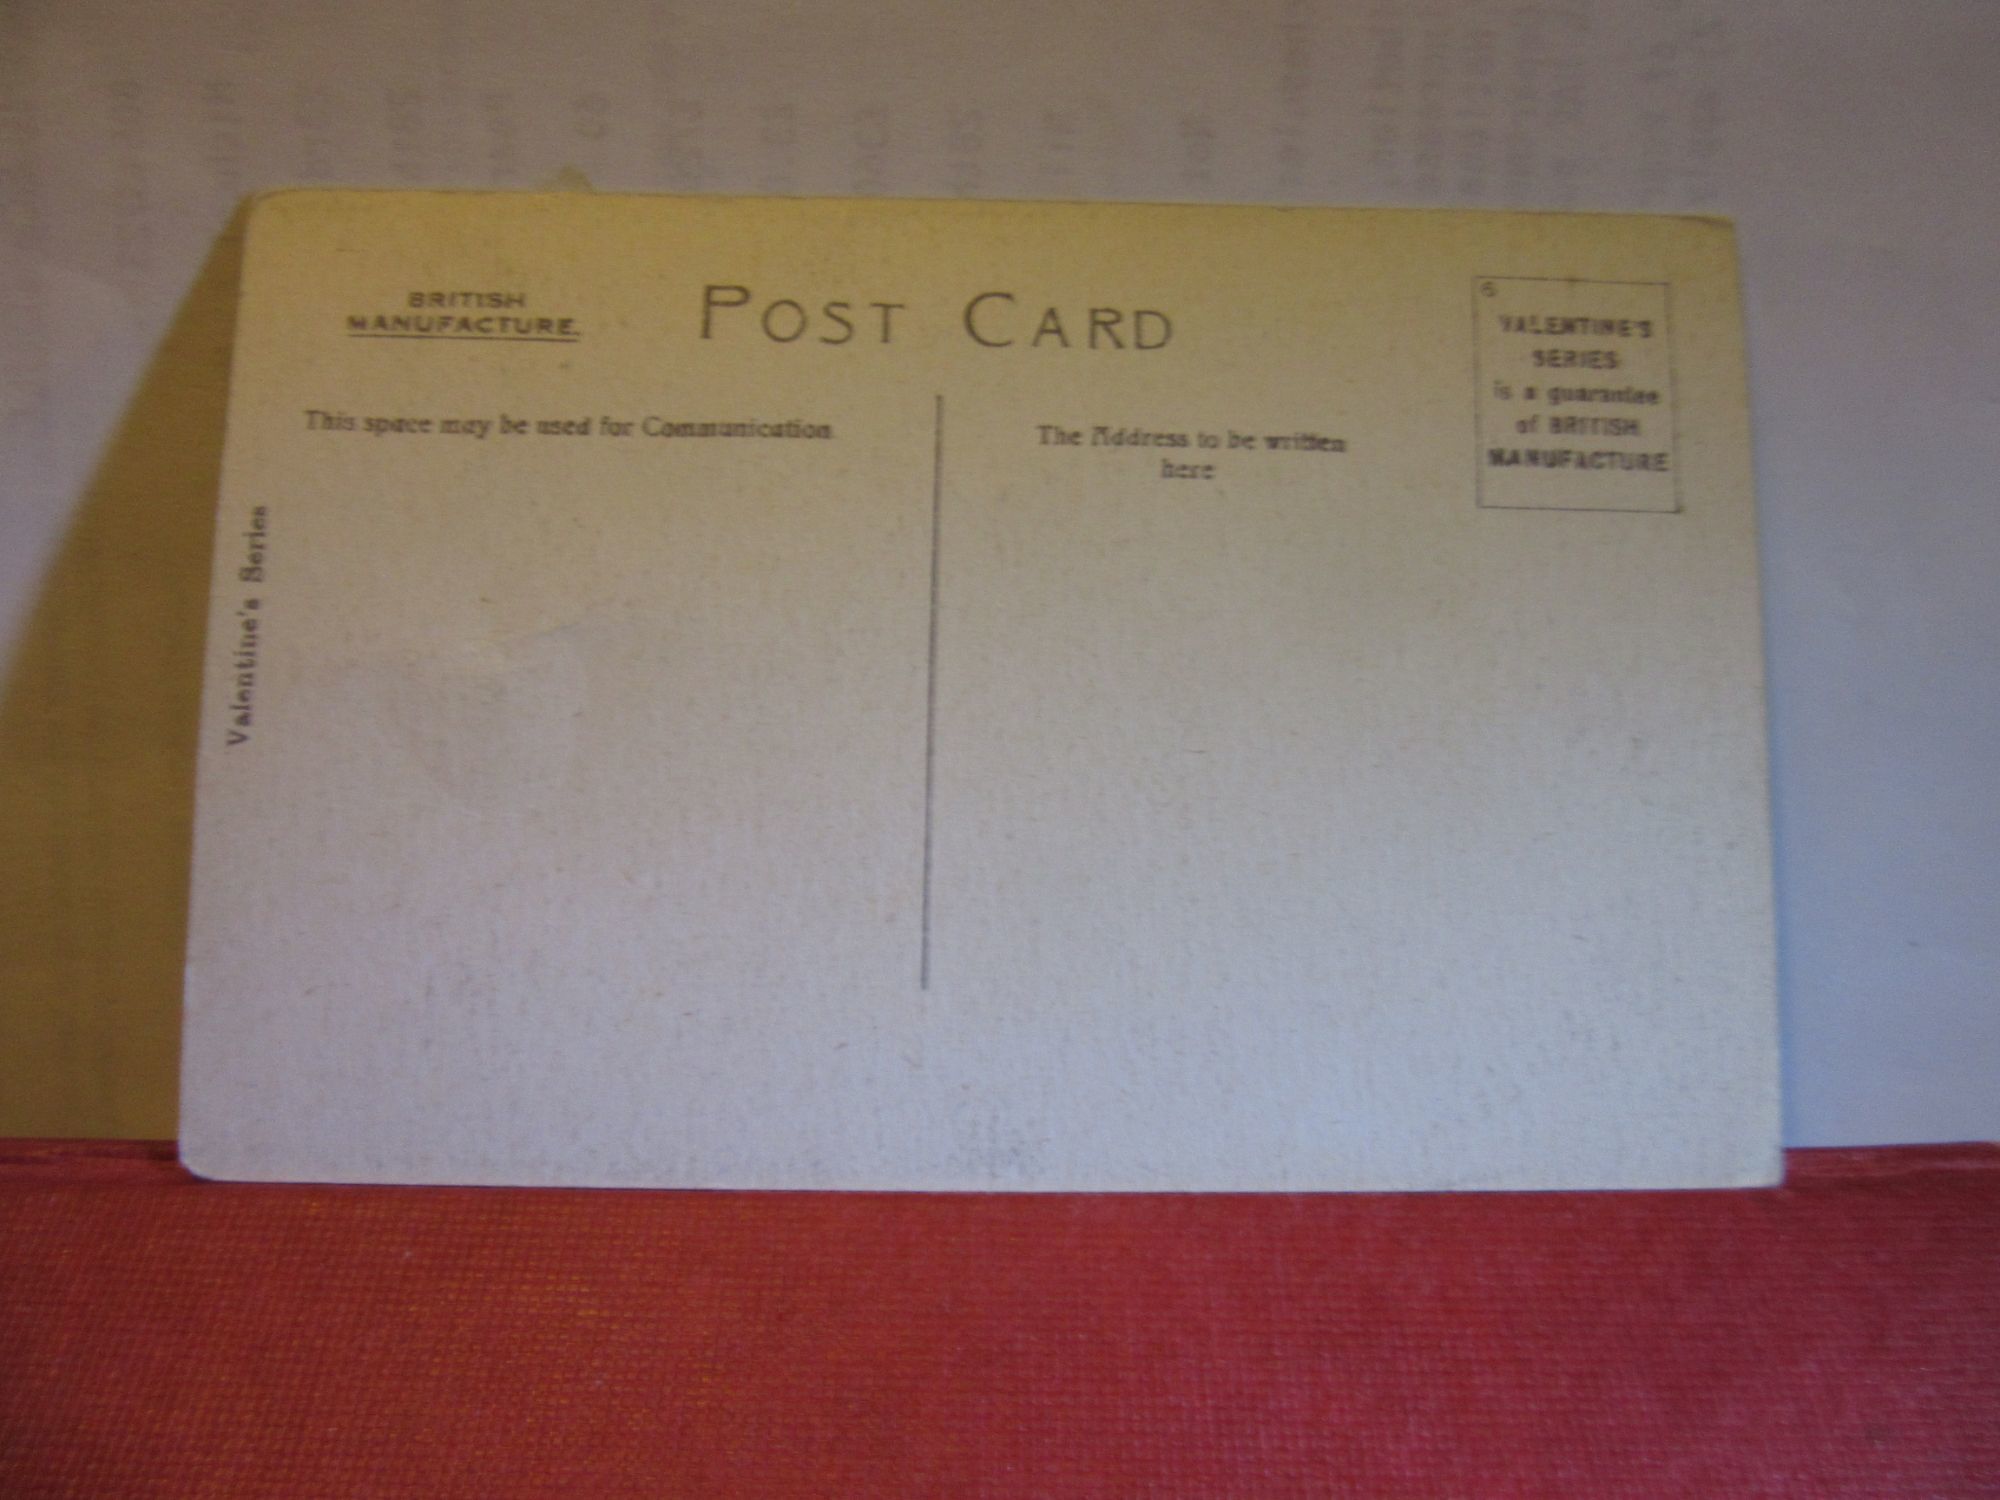 BRITISH
MANUFACTURE.
POST CARD
6
VALENTINE'S
SERIES
is a guarantee
of BRITISH
MANUFACTURE
This space may be used for Communication
The Address to be written
here
Valentine's Series